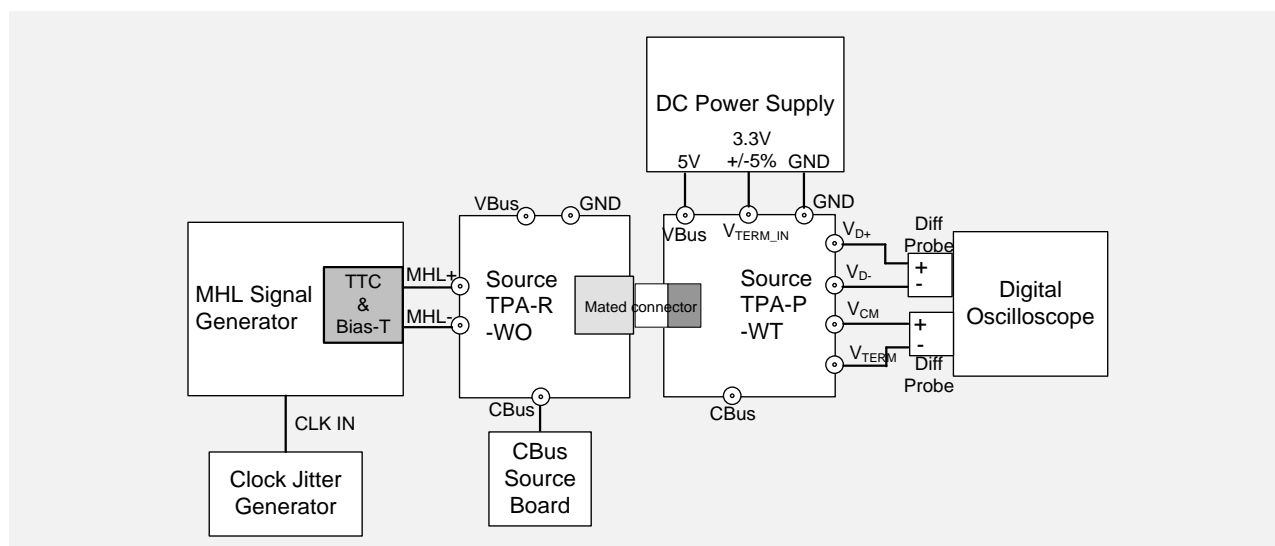 DC Power Supply
3.3V
5V
+/-5%
GND
VBus
GND
GND
VBus
VTERM_IN
VD+
Diff
Probe
MHL Signal
Generator
TTC
&
Bias-T
MHL+
MHL-
Source
TPA-R
-WO
Mated connector
Source
TPA-P
-WT
VD-
VCM
VTERM
+
-
+
-
Diff
Probe
Digital
Oscilloscope
CBus
CBus
CLK IN
Clock Jitter
Generator
CBus
Source
Board